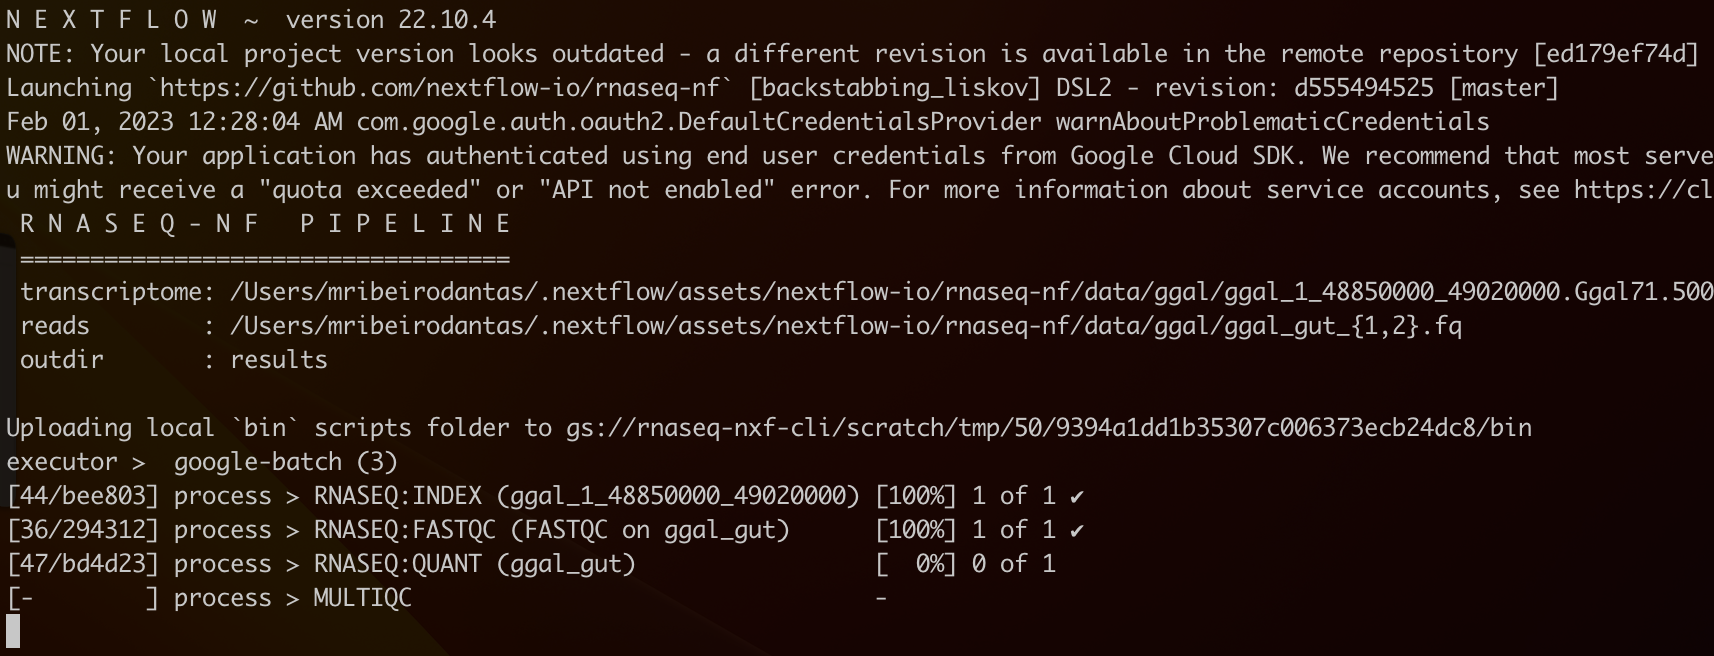 N E X T F L O W  ~  version 22.10.4
NOTE: Your local project version looks outdated - a different revision is available in the remote repository [ed179ef74d]
Launching `https://github.com/nextflow-io/rnaseq-nf` [backstabbing_liskov] DSL2 - revision: d555494525 [master]
Feb 01, 2023 12:28:04 AM com.google.auth.oauth2.DefaultCredentialsProvider warnAboutProblematicCredentials
WARNING: Your application has authenticated using end user credentials from Google Cloud SDK. We recommend that most serve
u might receive a "quota exceeded" or "API not enabled" error. For more information about service accounts, see https://cl
 R N A S E Q - N F   P I P E L I N E
 ===================================
 transcriptome: /Users/mribeirodantas/.nextflow/assets/nextflow-io/rnaseq-nf/data/ggal/ggal_1_48850000_49020000.Ggal71.500
 reads        : /Users/mribeirodantas/.nextflow/assets/nextflow-io/rnaseq-nf/data/ggal/ggal_gut_{1,2}.fq
 outdir       : results
Uploading local `bin` scripts folder to gs://rnaseq-nxf-cli/scratch/tmp/50/9394a1dd1b35307c006373ecb24dc8/bin
executor >  google-batch (3)
[44/bee803] process > RNASEQ:INDEX (ggal_1_48850000_49020000) [100%] 1 of 1 ✔
[36/294312] process > RNASEQ:FASTQC (FASTQC on ggal_gut)      [100%] 1 of 1 ✔
[47/bd4d23] process > RNASEQ:QUANT (ggal_gut)                 [  0%] 0 of 1
[-        ] process > MULTIQC                                 -